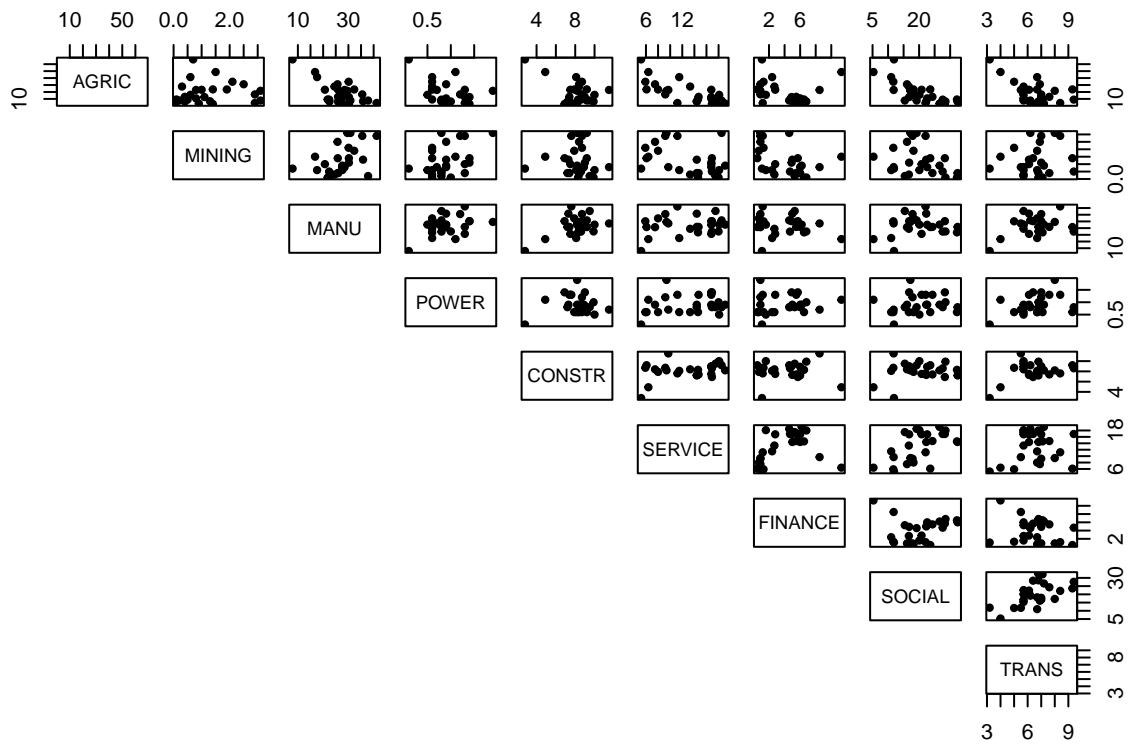 10 50 0.0 2.0 10 30 0.5 4 8 6 12 2 6 5 20 3 6 9
10 AGRIC 10
MINING 0.0
MANU 10
POWER 0.5
CONSTR 4
SERVICE 6 18
FINANCE 2
SOCIAL 5 30
TRANS 3 8
3 6 9